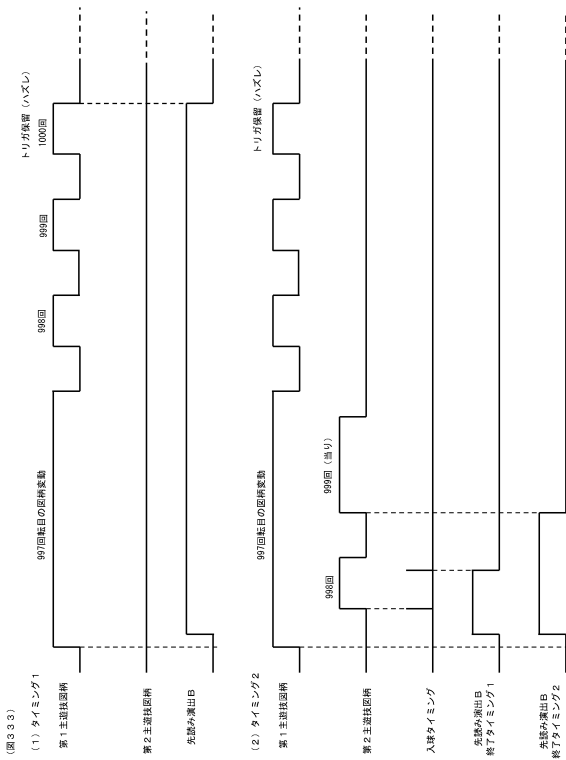 (図333)
(1)タイミング1
第1主遊技図柄
997回転目の図柄変動
998回
999回
1000回
トリガ保留(ハズレ)
第2主遊技図柄
先読み演出B
(2)タイミング2
第1主遊技図柄
997回転目の図柄変動
トリガ保留(ハズレ)
第2主遊技図柄
998回
999回(当り)
入球タイミング
先読み演出B
終了タイミング1
先読み演出B
終了タイミング2